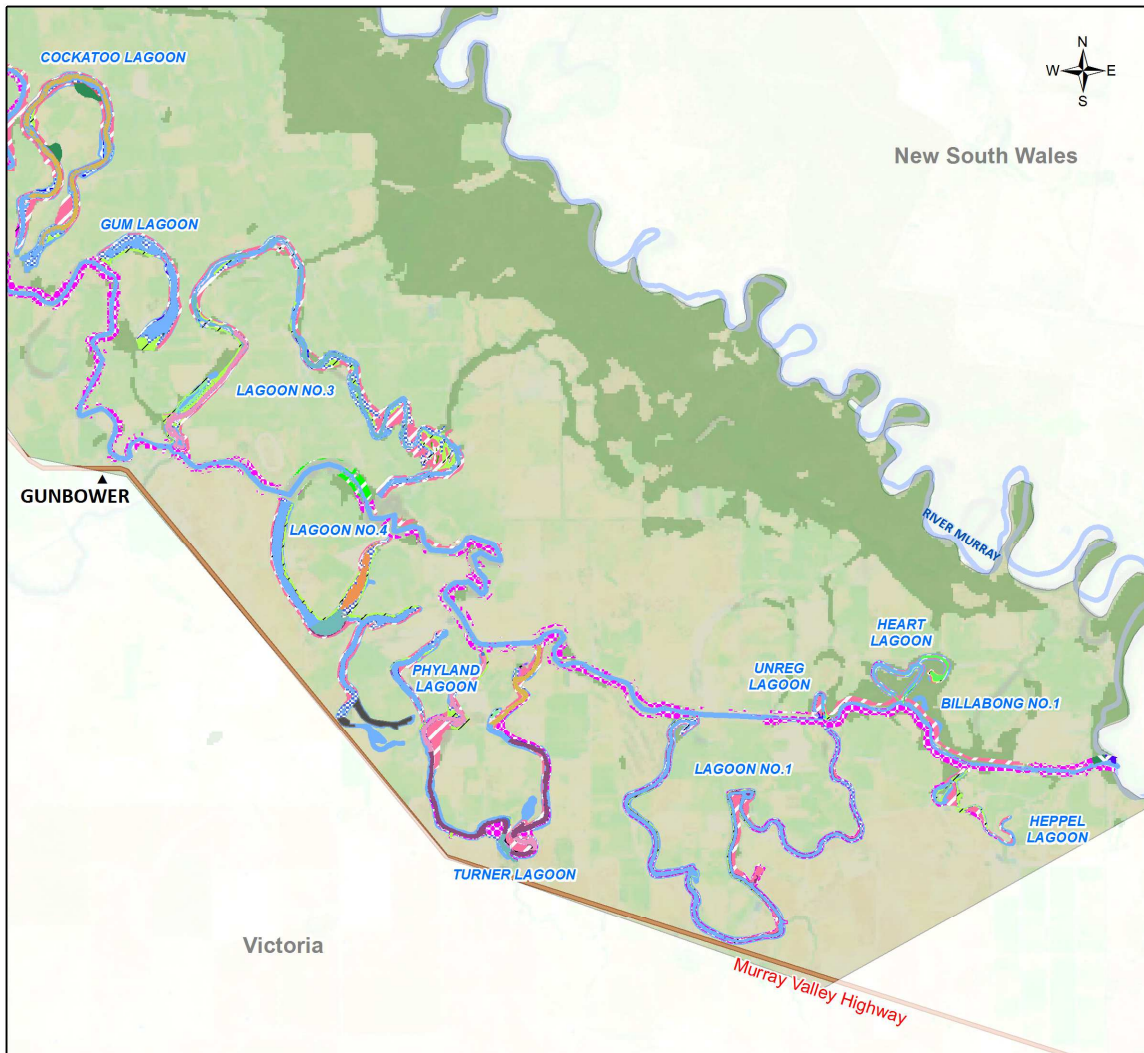 COCKATOO LAGOON
N
W
E
S
New South Wales
GUM LAGOON
LAGOON NO.3
GUNBOWER
LAGOON NO.4
RIVER MURRAY
HEART
LAGOON
UNREG
LAGOON
PHYLAND
LAGOON
BILLABONG NO.1
LAGOON NO.1
HEPPEL
LAGOON
TURNER LAGOON
Victoria
Murray Valley Highway